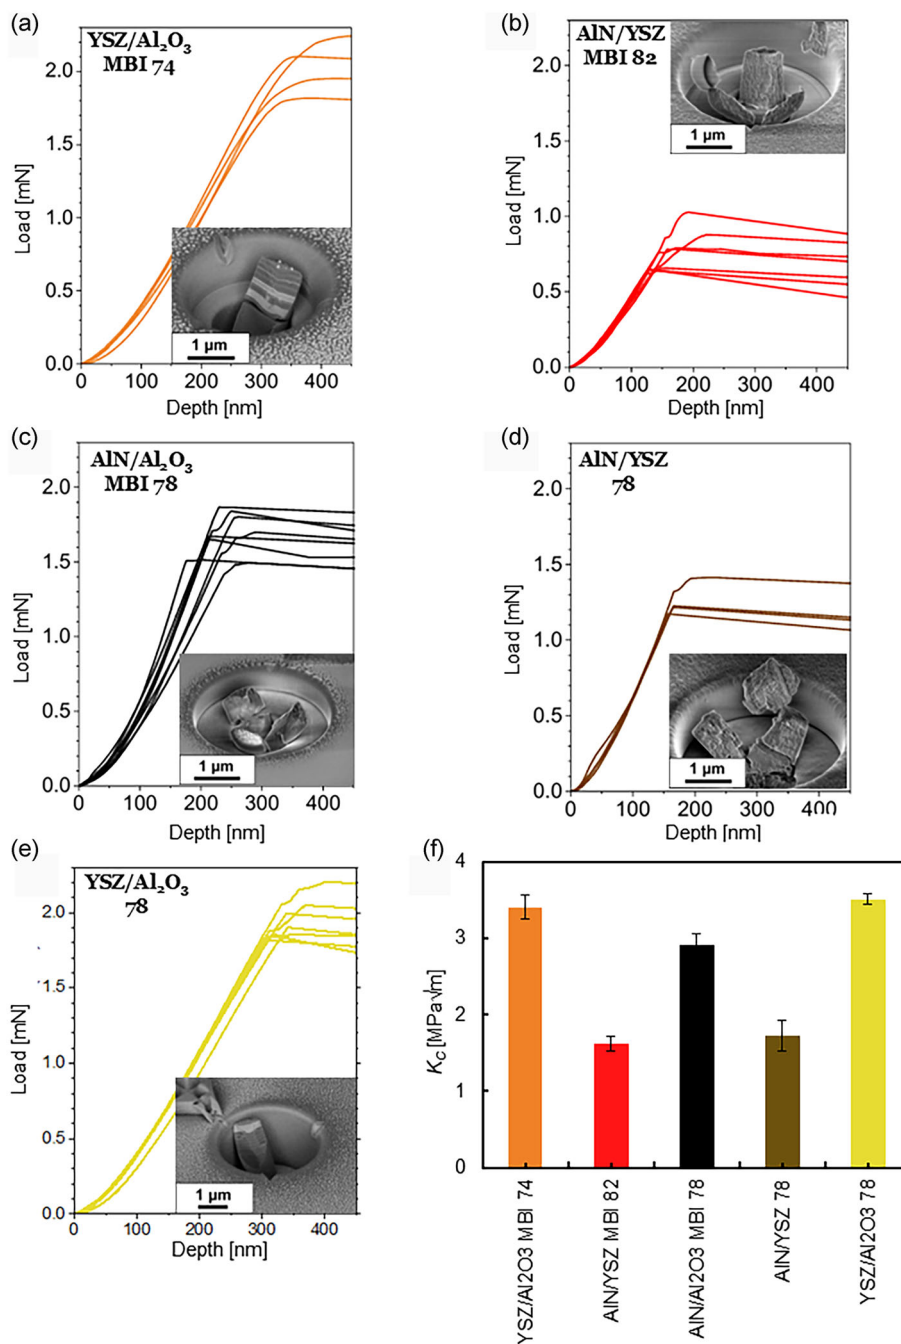 (a)
YSZ/Al₂O₃
MBI 74
Load [mN]
2.0
1.5
1.0
0.5
0.0
1 µm
0 100 200 300 400
Depth [nm]
(b)
AlN/YSZ
MBI 82
Load [mN]
2.0
1.5
1.0
0.5
0.0
1 µm
0 100 200 300 400
Depth [nm]
(c)
AlN/Al₂O₃
MBI 78
Load [mN]
2.0
1.5
1.0
0.5
0.0
1 µm
0 100 200 300 400
Depth [nm]
(d)
AlN/YSZ
78
Load [mN]
2.0
1.5
1.0
0.5
0.0
1 µm
0 100 200 300 400
Depth [nm]
(e)
YSZ/Al₂O₃
78
Load [mN]
2.0
1.5
1.0
0.5
0.0
1 µm
0 100 200 300 400
Depth [nm]
(f)
K_C [MPa√m]
4
3
2
1
0
YSZ/Al2O3 MBI 74
AlN/YSZ MBI 82
AlN/Al2O3 MBI 78
AlN/YSZ 78
YSZ/Al2O3 78